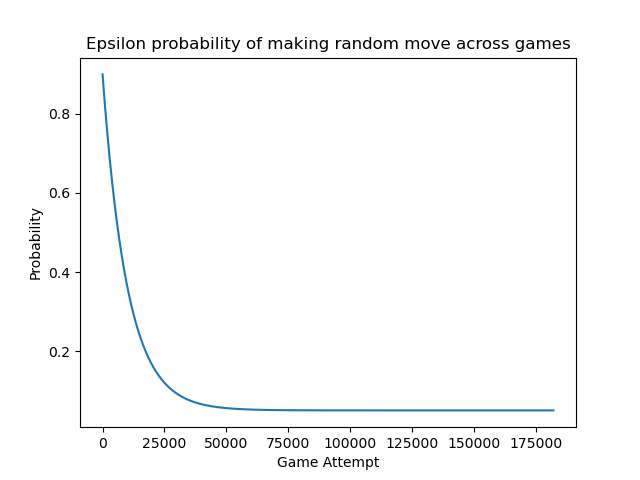 Epsilon probability of making random move across games
0.8
0.6
0.4
0.2
Probability
0 25000 50000 75000 100000 125000 150000 175000
Game Attempt